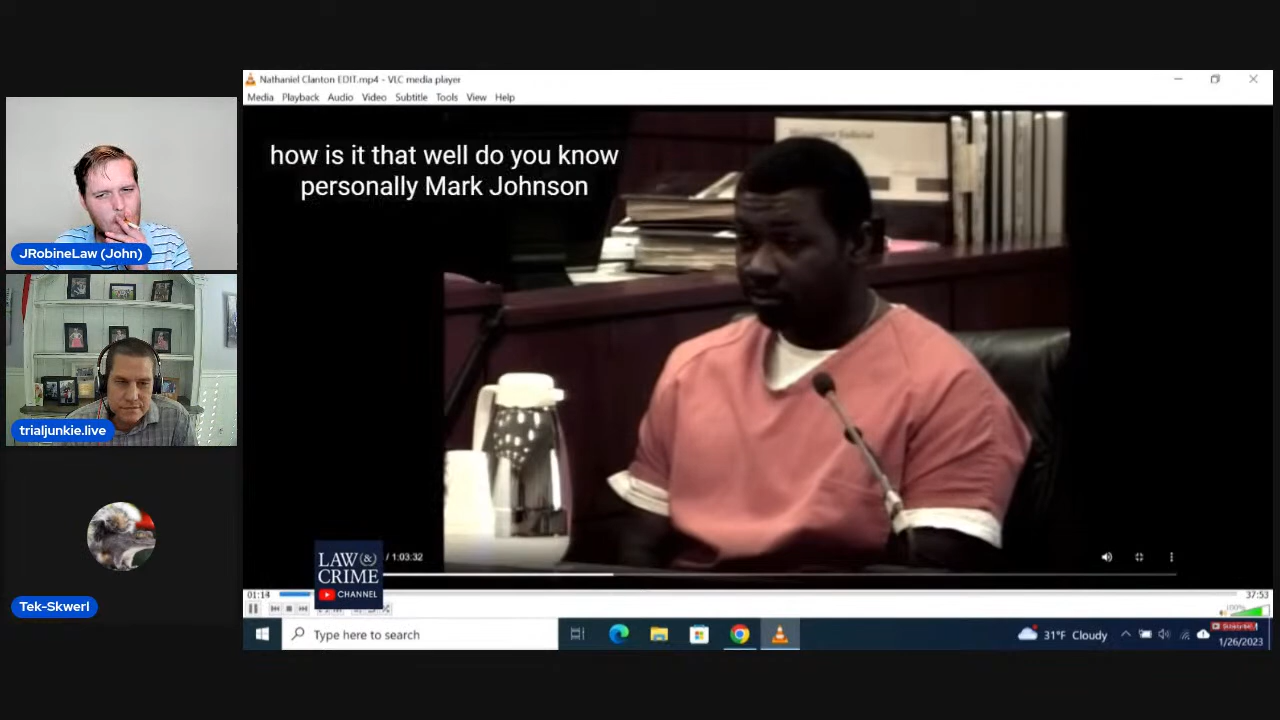 Nathaniel Clanton EDIT.mp4 - VLC media player
Media Playback Audio Video Subtitle Tools View Help
how is it that well do you know
personally Mark Johnson
JRobineLaw (John)
trialjunkie.live
Tek-Skwerl
LAW &
CRIME
CHANNEL
/ 1:03:32
01:14
37:53
100%
Type here to search
31°F Cloudy
1/26/2023